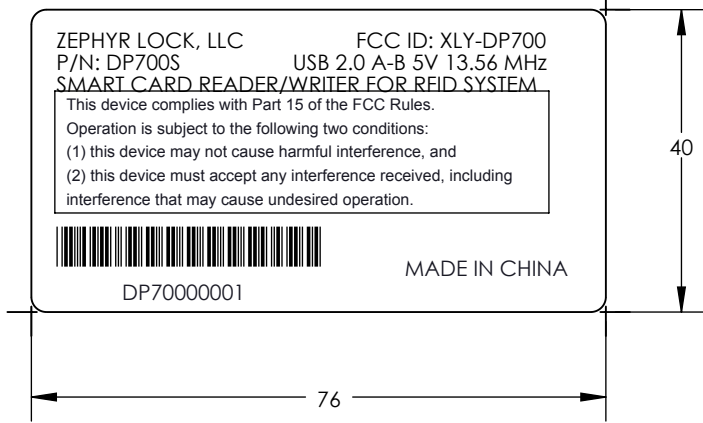 ZEPHYR LOCK, LLC FCC ID: XLY-DP700
P/N: DP700S USB 2.0 A-B 5V 13.56 MHz
SMART CARD READER/WRITER FOR RFID SYSTEM
This device complies with Part 15 of the FCC Rules.
Operation is subject to the following two conditions:
(1) this device may not cause harmful interference, and
(2) this device must accept any interference received, including
interference that may cause undesired operation.
MADE IN CHINA
DP70000001
40
76